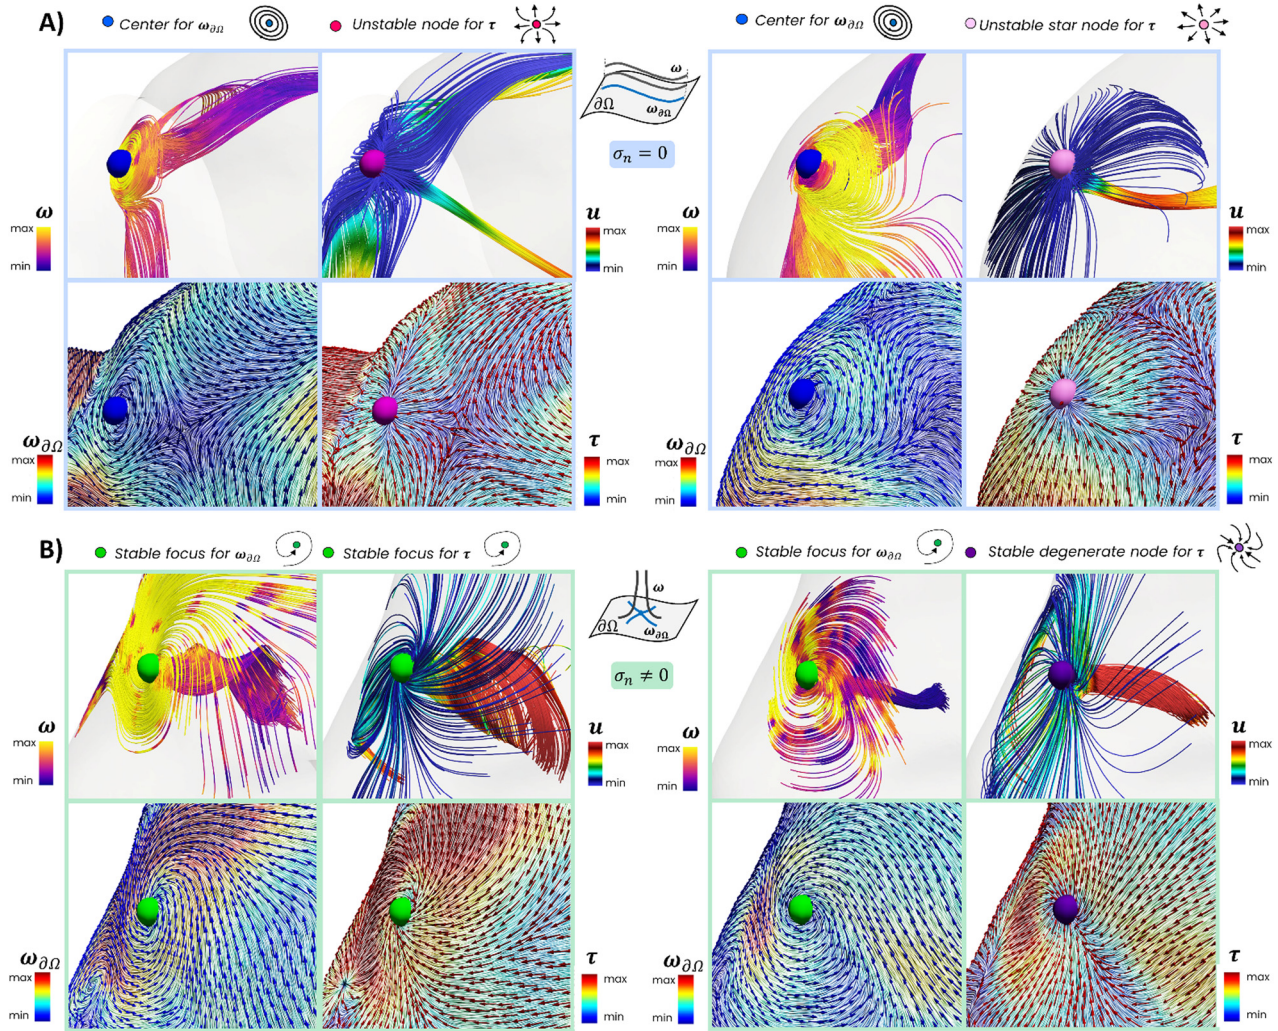 A)
Center for ω∂Ω
Unstable node for τ
Center for ω∂Ω
Unstable star node for τ
ω
∂Ω
ω∂Ω
σn = 0
ω
max
min
u
max
min
ω
max
min
u
max
min
ω∂Ω
max
min
τ
max
min
ω∂Ω
max
min
τ
max
min
B)
Stable focus for ω∂Ω
Stable focus for τ
Stable focus for ω∂Ω
Stable degenerate node for τ
ω
∂Ω
ω∂Ω
σn ≠ 0
ω
max
min
u
max
min
ω
max
min
u
max
min
ω∂Ω
max
min
τ
max
min
ω∂Ω
max
min
τ
max
min